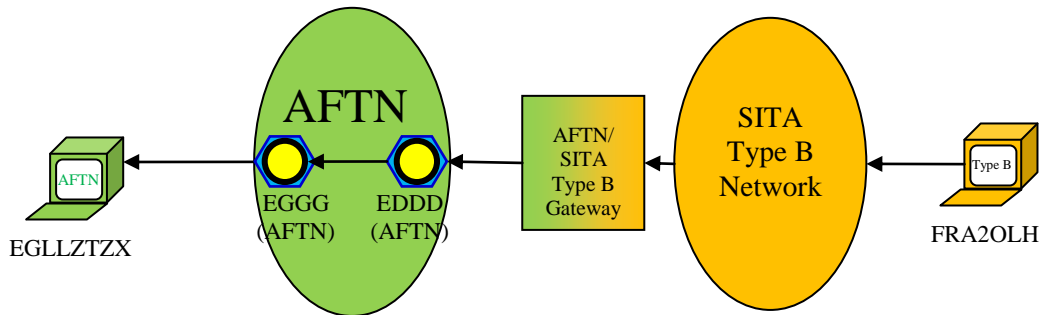 AFTN
AFTN
EGLLZTZX
EGGG
(AFTN)
EDDD
(AFTN)
AFTN/
SITA
Type B
Gateway
SITA
Type B
Network
Type B
FRA2OLH